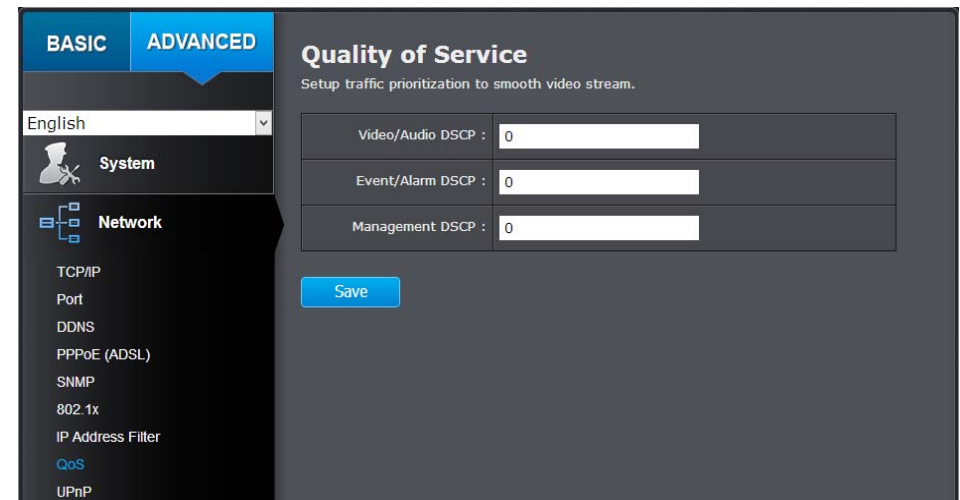 BASIC
ADVANCED
English
System
Network
TCP/IP
Port
DDNS
PPPoE (ADSL)
SNMP
802.1x
IP Address Filter
QoS
UPnP
Quality of Service
Setup traffic prioritization to smooth video stream.
Video/Audio DSCP : 0
Event/Alarm DSCP : 0
Management DSCP : 0
Save